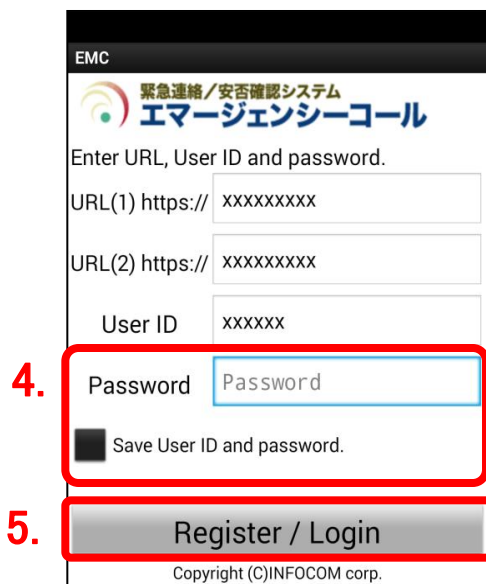 EMC
緊急連絡/安否確認システム
エマージェンシーコール
Enter URL, User ID and password.
URL(1) https:// xxxxxxxxx
URL(2) https:// xxxxxxxxx
User ID xxxxxx
4. Password Password
Save User ID and password.
5. Register / Login
Copyright (C)INFOCOM corp.